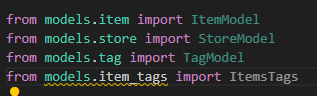 from models.item import ItemModel
from models.store import StoreModel
from models.tag import TagModel
from models.item_tags import ItemsTags